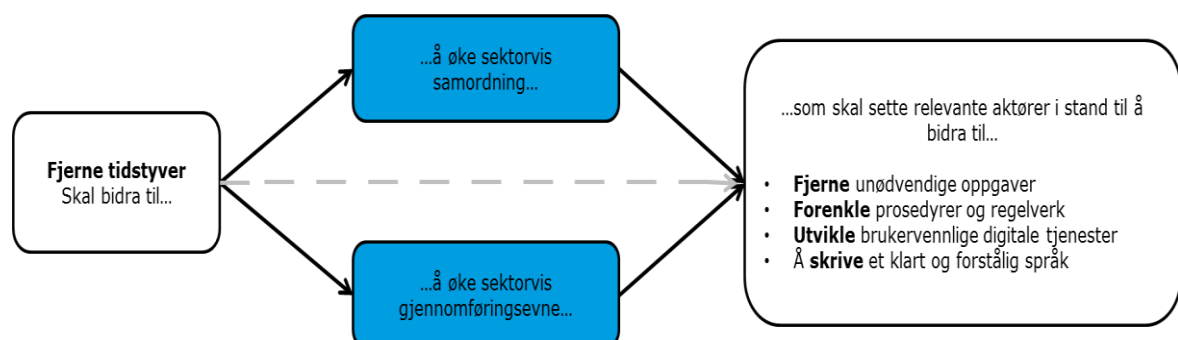 Fjerne tidstyver
Skal bidra til...
...å øke sektorvis
samordning...
...å øke sektorvis
gjennomføringsevne...
...som skal sette relevante aktører i stand til å
bidra til...
• Fjerne unødvendige oppgaver
• Forenkle prosedyrer og regelverk
• Utvikle brukervennlige digitale tjenester
• Å skrive et klart og forstålig språk